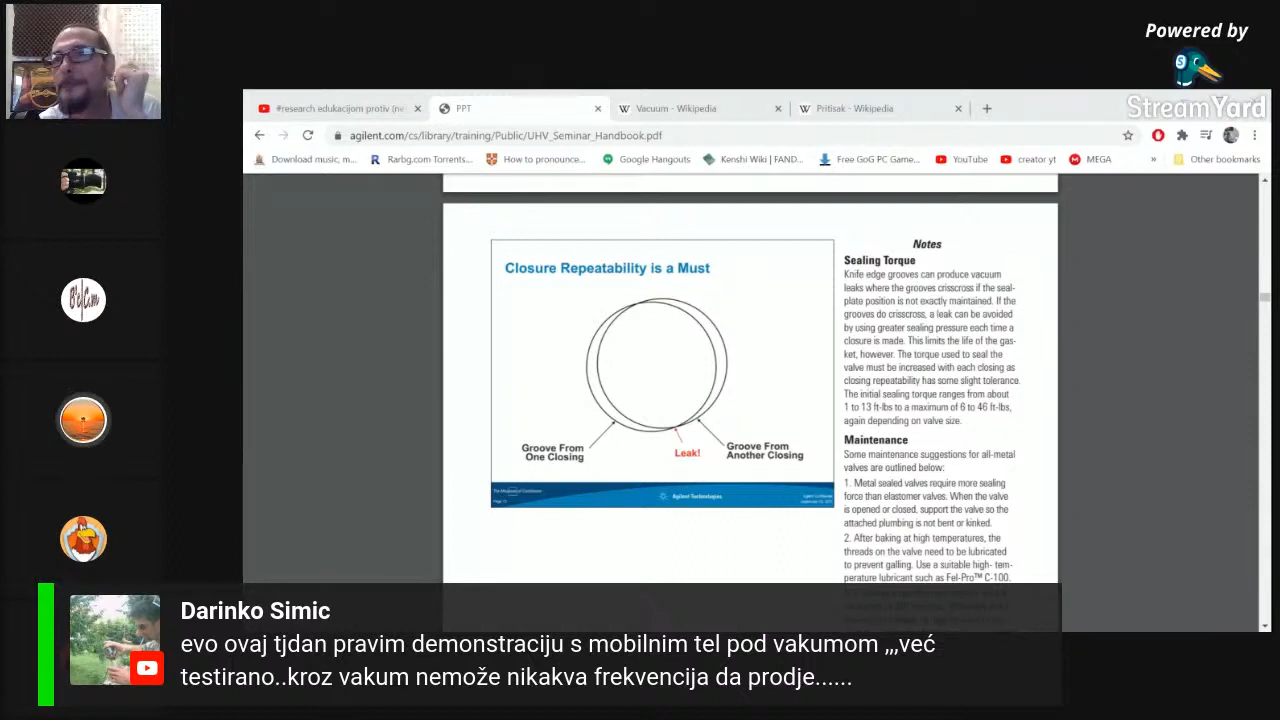 Powered by
StreamYard
#research edukacijom protiv (ne
PPT
Vacuum - Wikipedia
Pritisak - Wikipedia
agilent.com/cs/library/training/Public/UHV_Seminar_Handbook.pdf
Download music, m...
Rarbg.com Torrents...
How to pronounce...
Google Hangouts
Kenshi Wiki | FAND...
Free GoG PC Game...
YouTube
creator yt
MEGA
»
Other bookmarks
Closure Repeatability is a Must
Groove From
One Closing
Leak!
Groove From
Another Closing
Agilent Technologies
Notes
Sealing Torque
Knife edge grooves can produce vacuum
leaks where the grooves crisscross if the seal-
plate position is not exactly maintained. If the
grooves do crisscross, a leak can be avoided
by using greater sealing pressure each time a
closure is made. This limits the life of the gas-
ket, however. The torque used to seal the
valve must be increased with each closing as
closing repeatability has some slight tolerance.
The initial sealing torque ranges from about
1 to 13 ft-lbs to a maximum of 6 to 46 ft-lbs,
again depending on valve size.
Maintenance
Some maintenance suggestions for all-metal
valves are outlined below:
1. Metal sealed valves require more sealing
force than elastomer valves. When the valve
is opened or closed, support the valve so the
attached plumbing is not bent or kinked.
2. After baking at high temperatures, the
threads on the valve need to be lubricated
to prevent galling. Use a suitable high- tem-
perature lubricant such as Fel-Pro™ C-100.
Darinko Simic
evo ovaj tjdan pravim demonstraciju s mobilnim tel pod vakumom ,,,već
testirano..kroz vakum nemože nikakva frekvencija da prodje......